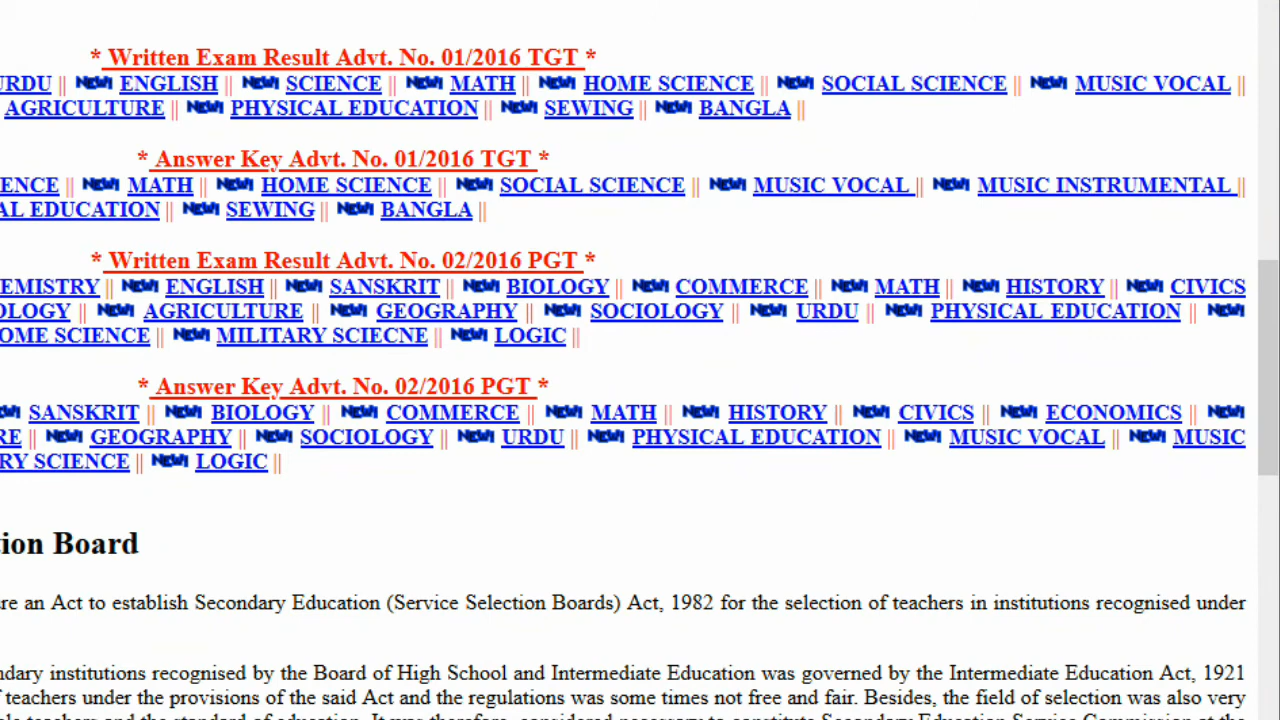 * Written Exam Result Advt. No. 01/2016 TGT *
URDU || NEW! ENGLISH || NEW! SCIENCE || NEW! MATH || NEW! HOME SCIENCE || NEW! SOCIAL SCIENCE || NEW! MUSIC VOCAL ||
AGRICULTURE || NEW! PHYSICAL EDUCATION || NEW! SEWING || NEW! BANGLA ||
* Answer Key Advt. No. 01/2016 TGT *
ENCE || NEW! MATH || NEW! HOME SCIENCE || NEW! SOCIAL SCIENCE || NEW! MUSIC VOCAL || NEW! MUSIC INSTRUMENTAL ||
AL EDUCATION || NEW! SEWING || NEW! BANGLA ||
* Written Exam Result Advt. No. 02/2016 PGT *
EMISTRY || NEW! ENGLISH || NEW! SANSKRIT || NEW! BIOLOGY || NEW! COMMERCE || NEW! MATH || NEW! HISTORY || NEW! CIVICS
OLOGY || NEW! AGRICULTURE || NEW! GEOGRAPHY || NEW! SOCIOLOGY || NEW! URDU || NEW! PHYSICAL EDUCATION || NEW!
OME SCIENCE || NEW! MILITARY SCIECNE || NEW! LOGIC ||
* Answer Key Advt. No. 02/2016 PGT *
NEW! SANSKRIT || NEW! BIOLOGY || NEW! COMMERCE || NEW! MATH || NEW! HISTORY || NEW! CIVICS || NEW! ECONOMICS || NEW!
RE || NEW! GEOGRAPHY || NEW! SOCIOLOGY || NEW! URDU || NEW! PHYSICAL EDUCATION || NEW! MUSIC VOCAL || NEW! MUSIC
RY SCIENCE || NEW! LOGIC ||
tion Board
re an Act to establish Secondary Education (Service Selection Boards) Act, 1982 for the selection of teachers in institutions recognised under
ndary institutions recognised by the Board of High School and Intermediate Education was governed by the Intermediate Education Act, 1921
f teachers under the provisions of the said Act and the regulations was some times not free and fair. Besides, the field of selection was also very